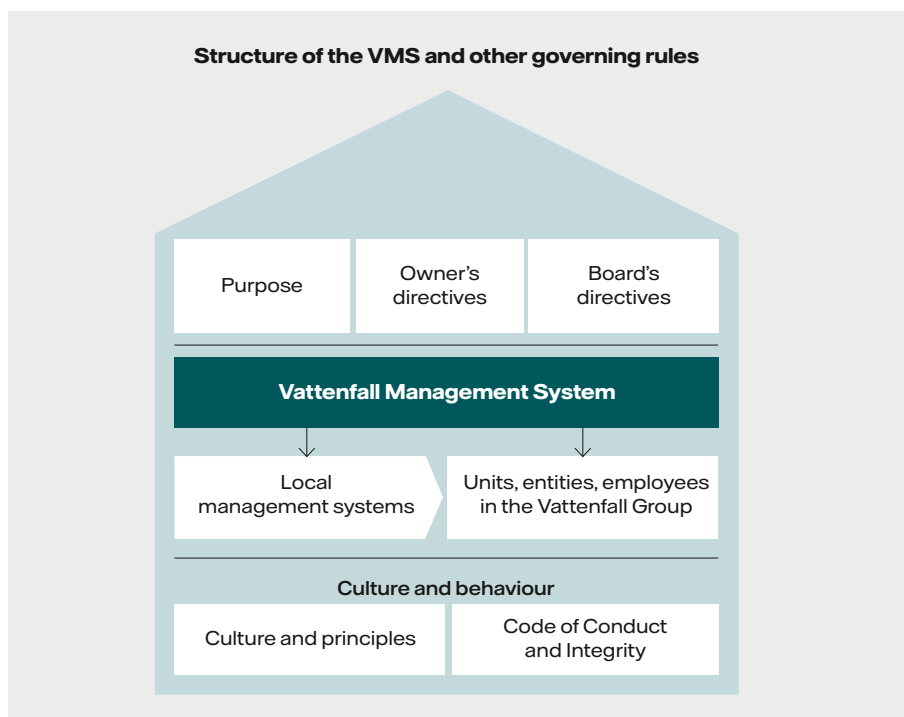 Structure of the VMS and other governing rules
Purpose
Owner’s
directives
Board’s
directives
Vattenfall Management System
Local
management systems
Units, entities, employees
in the Vattenfall Group
Culture and behaviour
Culture and principles
Code of Conduct
and Integrity